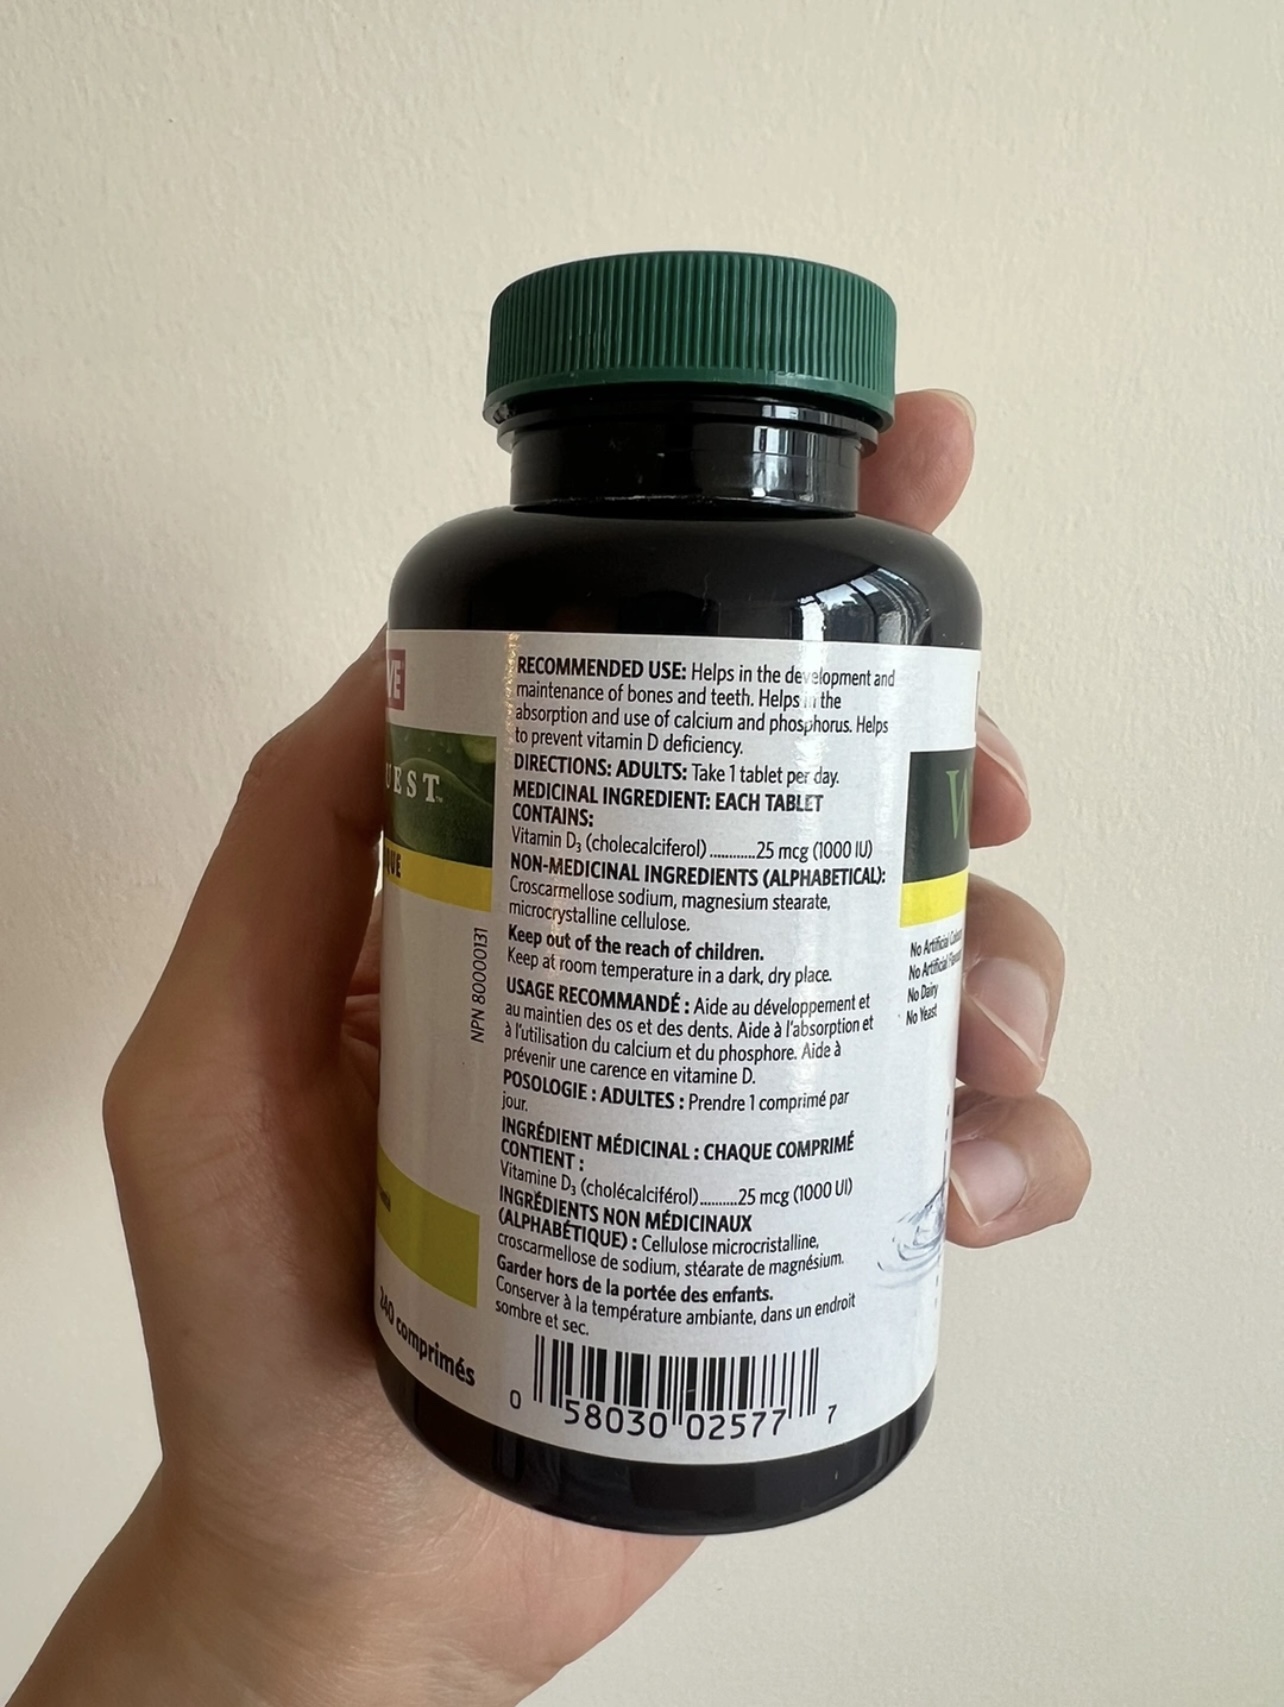 VE
UEST™
QUE
240 comprimés
NPN 80000131
RECOMMENDED USE: Helps in the development and
maintenance of bones and teeth. Helps in the
absorption and use of calcium and phosphorus. Helps
to prevent vitamin D deficiency.
DIRECTIONS: ADULTS: Take 1 tablet per day.
MEDICINAL INGREDIENT: EACH TABLET
CONTAINS:
Vitamin D₃ (cholecalciferol)............25 mcg (1000 IU)
NON-MEDICINAL INGREDIENTS (ALPHABETICAL):
Croscarmellose sodium, magnesium stearate,
microcrystalline cellulose.
Keep out of the reach of children.
Keep at room temperature in a dark, dry place.
USAGE RECOMMANDÉ : Aide au développement et
au maintien des os et des dents. Aide à l'absorption et
à l'utilisation du calcium et du phosphore. Aide à
prévenir une carence en vitamine D.
POSOLOGIE : ADULTES : Prendre 1 comprimé par
jour.
INGRÉDIENT MÉDICINAL : CHAQUE COMPRIMÉ
CONTIENT :
Vitamine D₃ (cholécalciférol)..........25 mcg (1000 UI)
INGRÉDIENTS NON MÉDICINAUX
(ALPHABÉTIQUE) : Cellulose microcristalline,
croscarmellose de sodium, stéarate de magnésium.
Garder hors de la portée des enfants.
Conserver à la température ambiante, dans un endroit
sombre et sec.
0 58030 02577 7
W
No Artificial
No Artificial
No Dairy
No Yeast